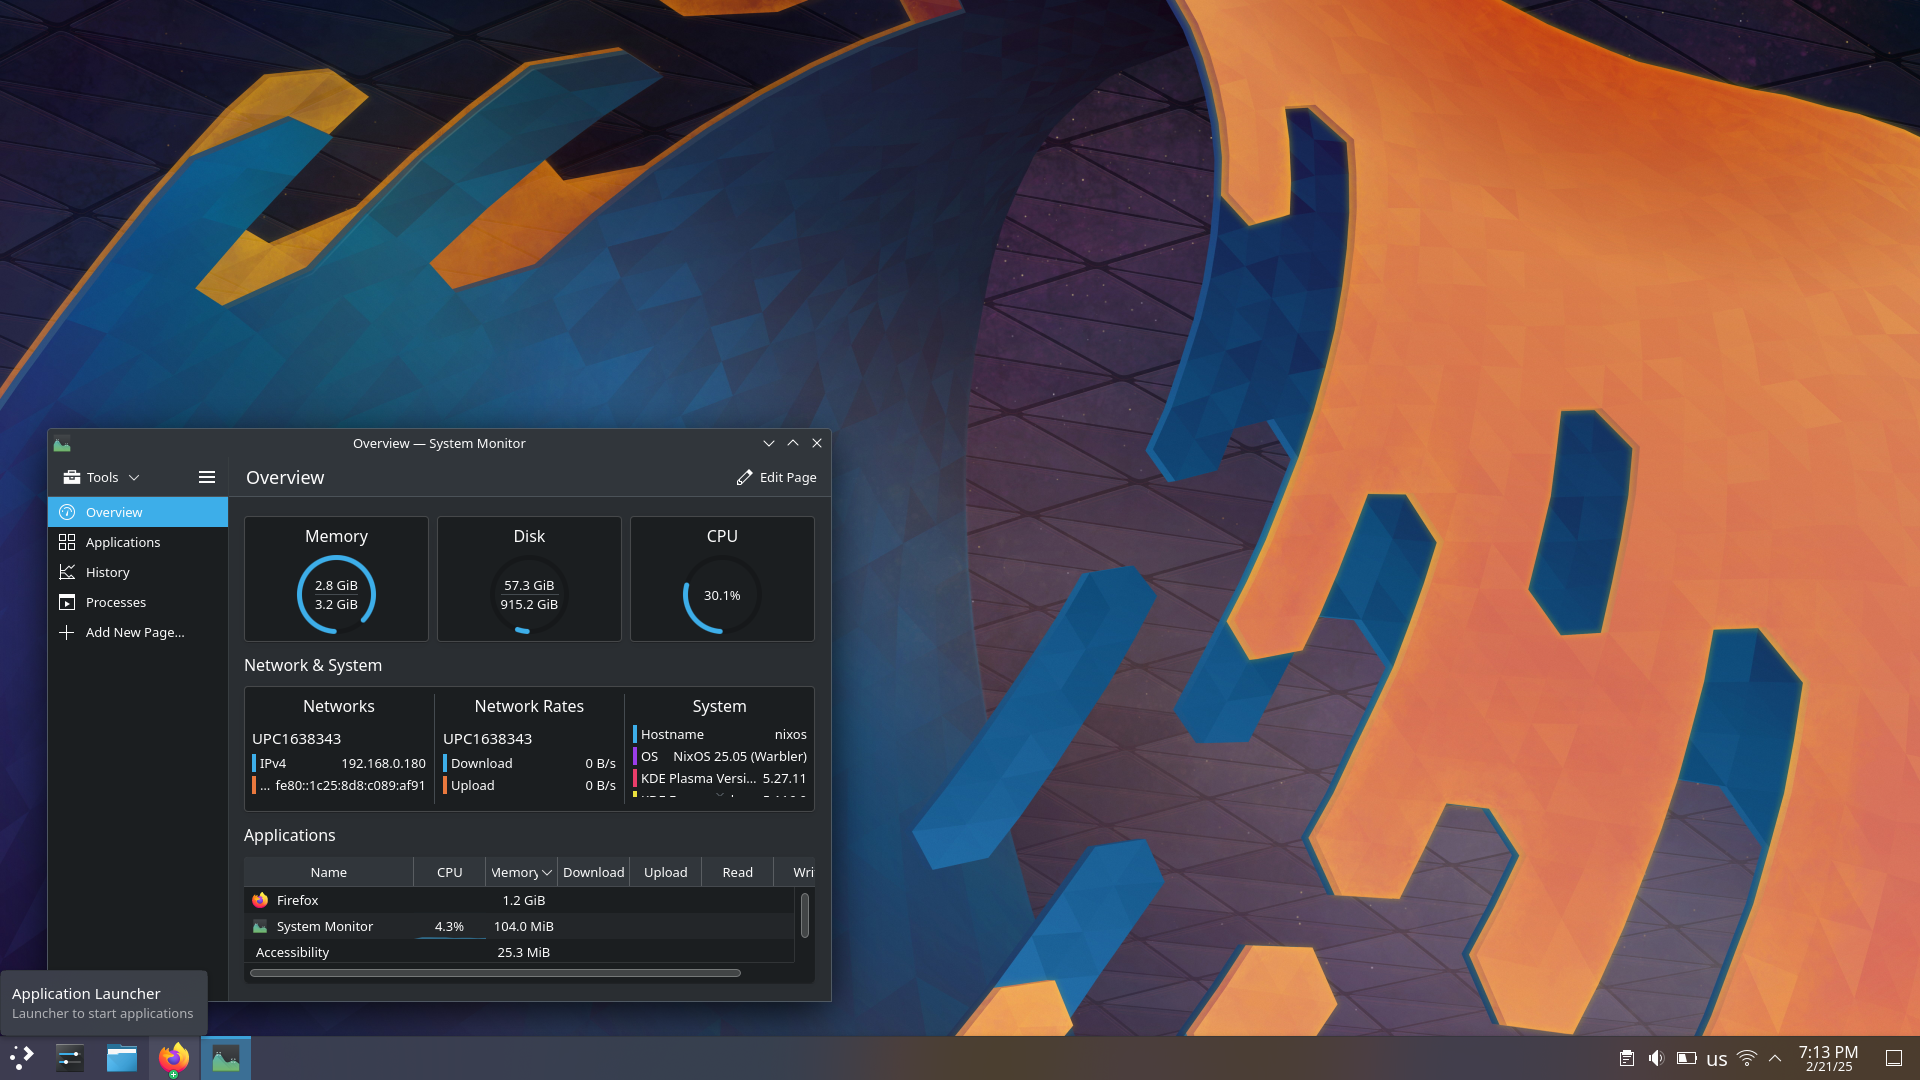 Overview — System Monitor
Tools
Overview
Edit Page
Overview
Applications
History
Processes
Add New Page...
Memory
2.8 GiB
3.2 GiB
Disk
57.3 GiB
915.2 GiB
CPU
30.1%
Network & System
Networks
UPC1638343
IPv4 192.168.0.180
... fe80::1c25:8d8:c089:af91
Network Rates
UPC1638343
Download 0 B/s
Upload 0 B/s
System
Hostname nixos
OS NixOS 25.05 (Warbler)
KDE Plasma Versi... 5.27.11
Applications
Name CPU Memory Download Upload Read Wri
Firefox 1.2 GiB
System Monitor 4.3% 104.0 MiB
Accessibility 25.3 MiB
Application Launcher
Launcher to start applications
us
7:13 PM
2/21/25